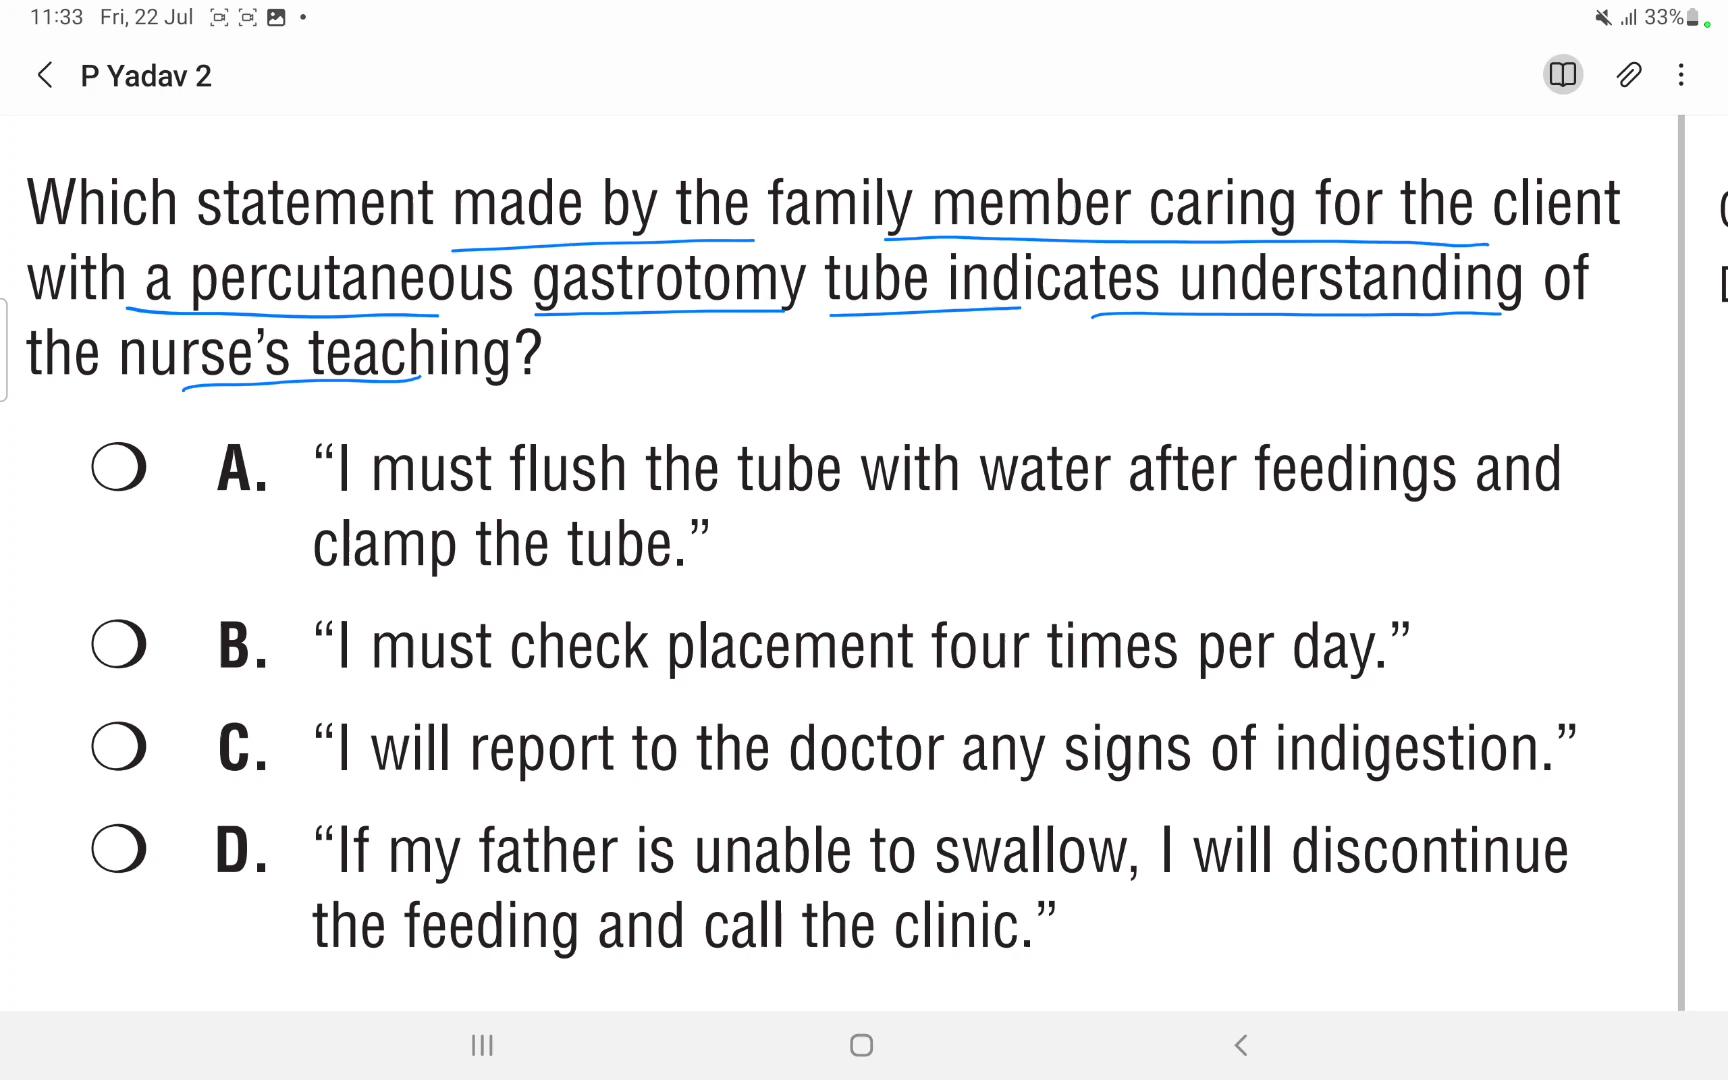 11:33 Fri, 22 Jul 33%
P Yadav 2
Which statement made by the family member caring for the client
with a percutaneous gastrotomy tube indicates understanding of
the nurse’s teaching?
A. “I must flush the tube with water after feedings and
clamp the tube.”
B. “I must check placement four times per day.”
C. “I will report to the doctor any signs of indigestion.”
D. “If my father is unable to swallow, I will discontinue
the feeding and call the clinic.”